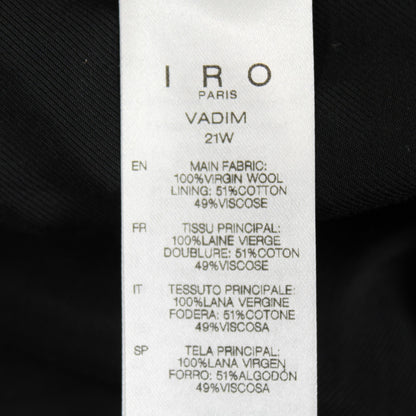 IRO
PARIS
VADIM
21W
EN MAIN FABRIC:
100%VIRGIN WOOL
LINING: 51%COTTON
49%VISCOSE
FR TISSU PRINCIPAL:
100%LAINE VIERGE
DOUBLURE: 51%COTON
49%VISCOSE
IT TESSUTO PRINCIPALE:
100%LANA VERGINE
FODERA: 51%COTONE
49%VISCOSA
SP TELA PRINCIPAL:
100%LANA VIRGEN
FORRO: 51%ALGODÓN
49%VISCOSA